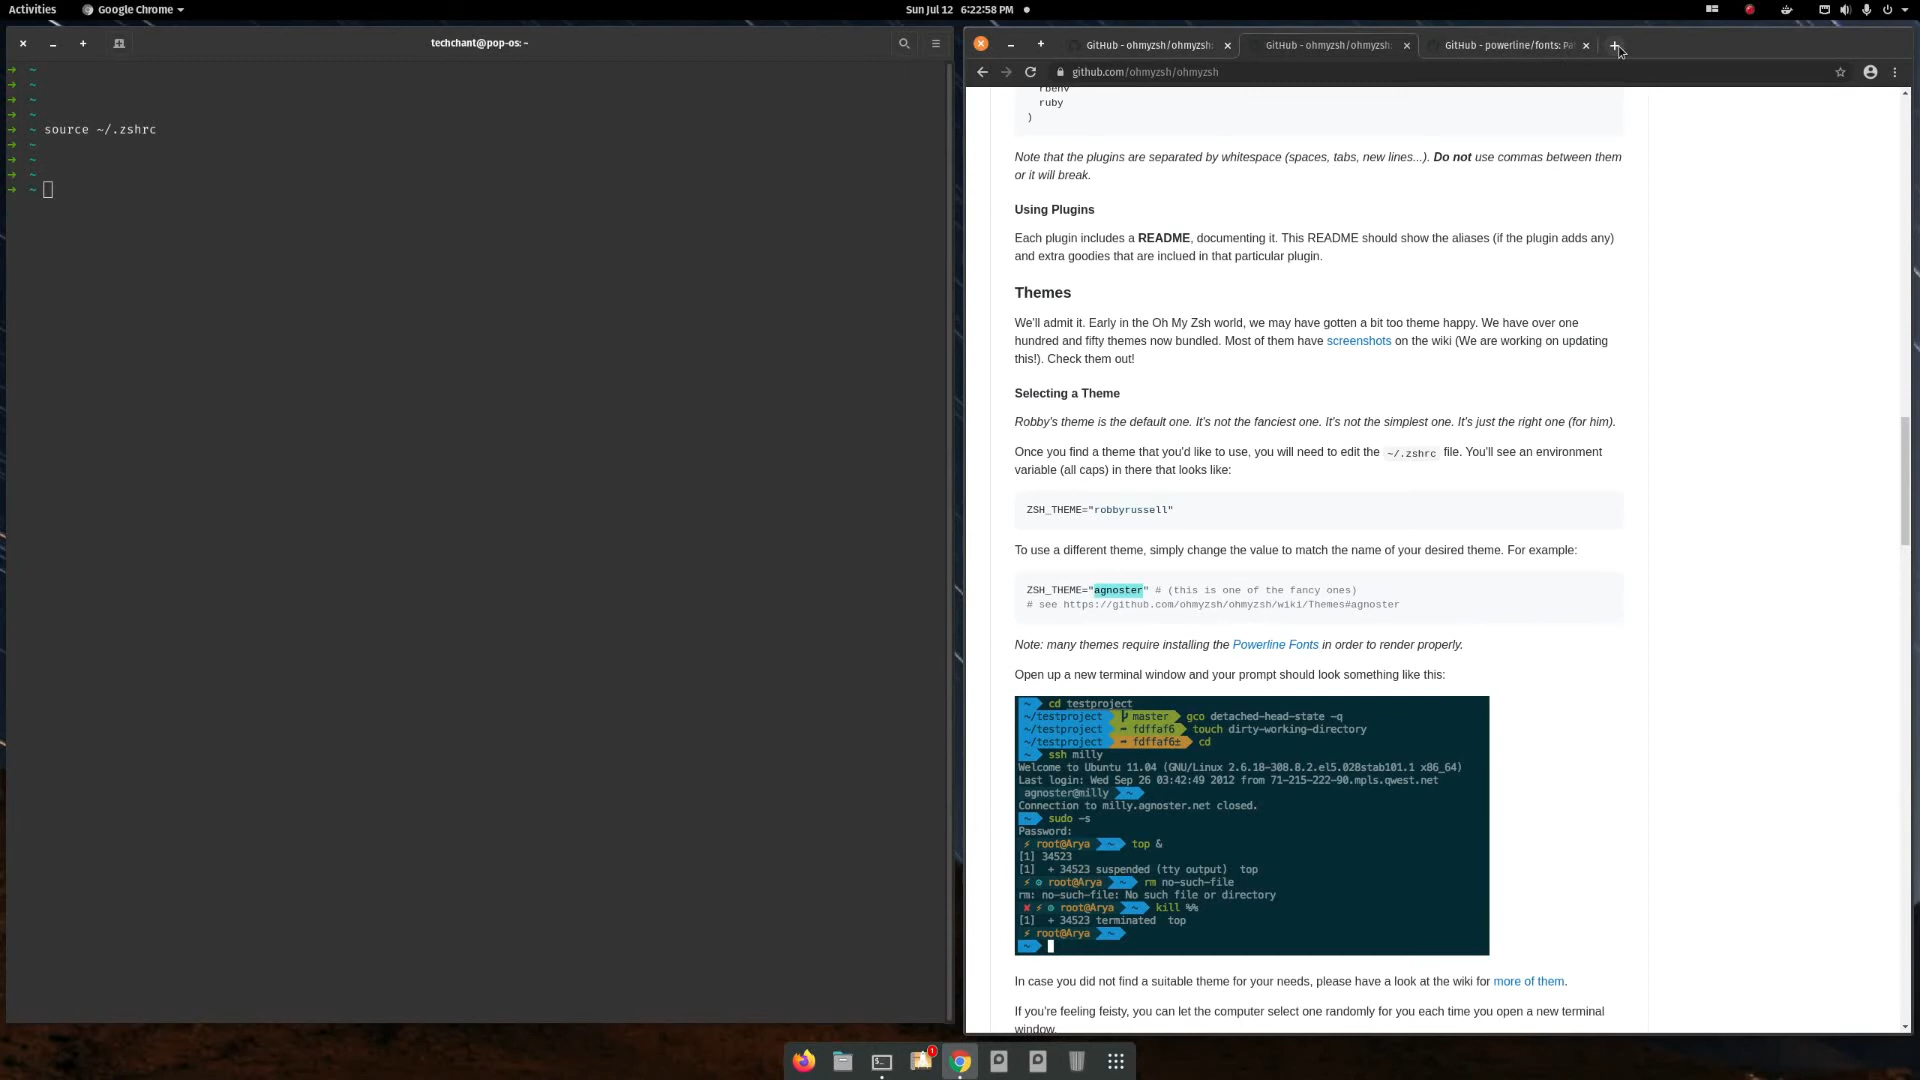 Activities
Google Chrome
Sun Jul 12 6:22:58 PM
techchant@pop-os: ~
➜ ~
➜ ~
➜ ~
➜ ~
➜ ~ source ~/.zshrc
➜ ~
➜ ~
➜ ~
➜ ~
GitHub - ohmyzsh/ohmyzsh:
GitHub - ohmyzsh/ohmyzsh:
GitHub - powerline/fonts: Pa
github.com/ohmyzsh/ohmyzsh
rbenv
ruby
)
Note that the plugins are separated by whitespace (spaces, tabs, new lines...). Do not use commas between them
or it will break.
Using Plugins
Each plugin includes a README, documenting it. This README should show the aliases (if the plugin adds any)
and extra goodies that are inclued in that particular plugin.
Themes
We'll admit it. Early in the Oh My Zsh world, we may have gotten a bit too theme happy. We have over one
hundred and fifty themes now bundled. Most of them have screenshots on the wiki (We are working on updating
this!). Check them out!
Selecting a Theme
Robby's theme is the default one. It's not the fanciest one. It's not the simplest one. It's just the right one (for him).
Once you find a theme that you'd like to use, you will need to edit the ~/.zshrc file. You'll see an environment
variable (all caps) in there that looks like:
ZSH_THEME="robbyrussell"
To use a different theme, simply change the value to match the name of your desired theme. For example:
ZSH_THEME="agnoster" # (this is one of the fancy ones)
# see https://github.com/ohmyzsh/ohmyzsh/wiki/Themes#agnoster
Note: many themes require installing the Powerline Fonts in order to render properly.
Open up a new terminal window and your prompt should look something like this:
~ cd testproject
~/testproject master gco detached-head-state -q
~/testproject ➦ fdffaf6 touch dirty-working-directory
~/testproject ➦ fdffaf6± cd
~ ssh milly
Welcome to Ubuntu 11.04 (GNU/Linux 2.6.18-308.8.2.el5.028stab101.1 x86_64)
Last login: Wed Sep 26 03:42:49 2012 from 71-215-222-90.mpls.qwest.net
agnoster@milly ~
Connection to milly.agnoster.net closed.
~ sudo -s
Password:
⚡ root@Arya ~ top &
[1] 34523
[1] + 34523 suspended (tty output) top
⚡ ⚙ root@Arya ~ rm no-such-file
rm: no-such-file: No such file or directory
✘ ⚡ ⚙ root@Arya ~ kill %%
[1] + 34523 terminated top
⚡ root@Arya ~
~
In case you did not find a suitable theme for your needs, please have a look at the wiki for more of them.
If you're feeling feisty, you can let the computer select one randomly for you each time you open a new terminal
window.
1